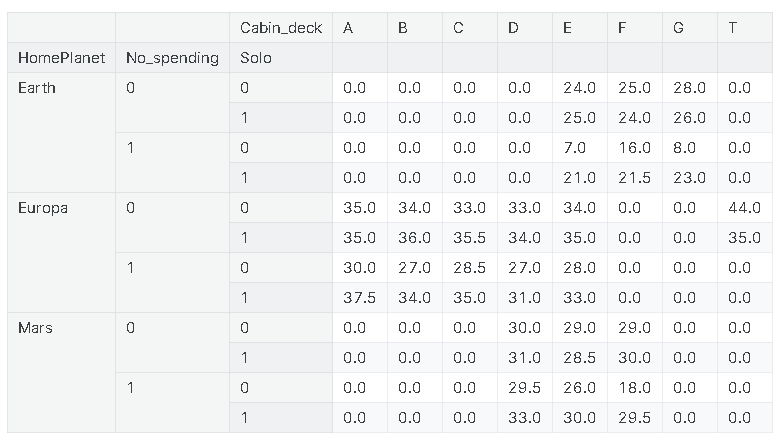 Cabin_deck A B C D E F G T
HomePlanet No_spending Solo
Earth 0 0 0.0 0.0 0.0 0.0 24.0 25.0 28.0 0.0
1 0.0 0.0 0.0 0.0 25.0 24.0 26.0 0.0
1 0 0.0 0.0 0.0 0.0 7.0 16.0 8.0 0.0
1 0.0 0.0 0.0 0.0 21.0 21.5 23.0 0.0
Europa 0 0 35.0 34.0 33.0 33.0 34.0 0.0 0.0 44.0
1 35.0 36.0 35.5 34.0 35.0 0.0 0.0 35.0
1 0 30.0 27.0 28.5 27.0 28.0 0.0 0.0 0.0
1 37.5 34.0 35.0 31.0 33.0 0.0 0.0 0.0
Mars 0 0 0.0 0.0 0.0 30.0 29.0 29.0 0.0 0.0
1 0.0 0.0 0.0 31.0 28.5 30.0 0.0 0.0
1 0 0.0 0.0 0.0 29.5 26.0 18.0 0.0 0.0
1 0.0 0.0 0.0 33.0 30.0 29.5 0.0 0.0